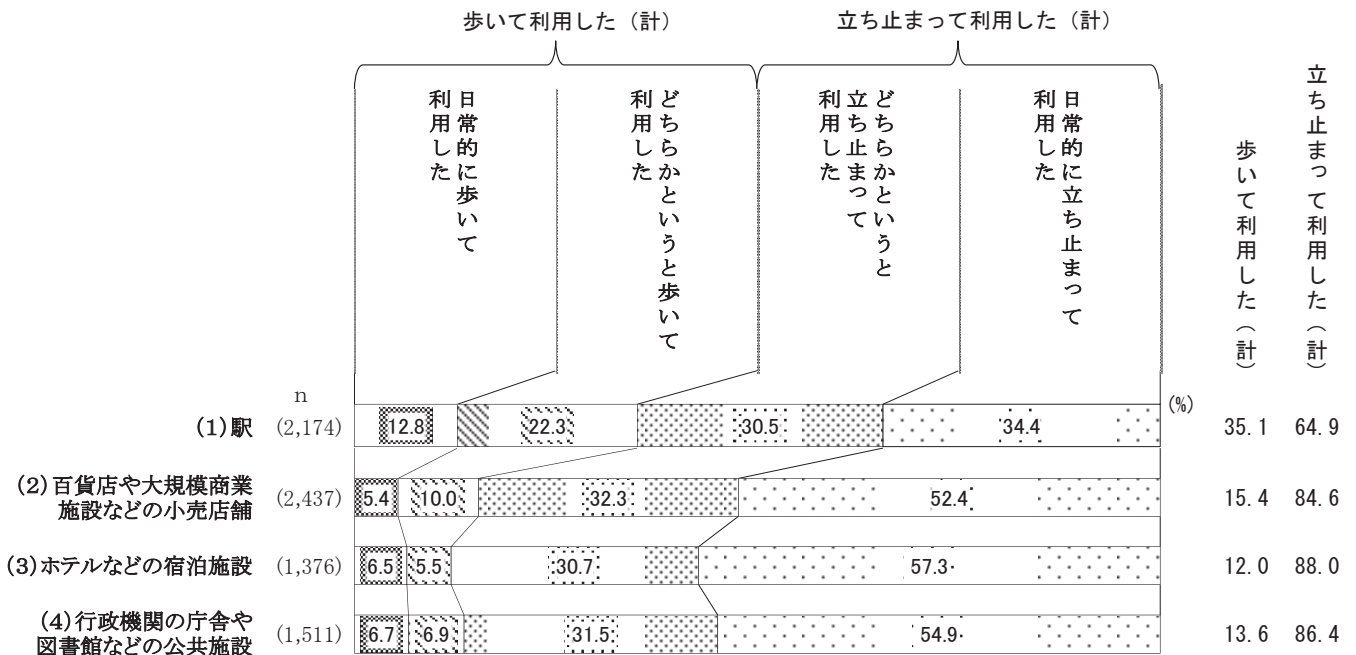 歩いて利用した（計）
立ち止まって利用した（計）
日常的に歩いて
利用した
どちらかというと歩いて
利用した
どちらかというと
立ち止まって
利用した
日常的に立ち止まって
利用した
歩いて利用した（計）
立ち止まって利用した（計）
n
(%)
(1)駅 (2,174) 12.8 22.3 30.5 34.4 35.1 64.9
(2)百貨店や大規模商業
施設などの小売店舗 (2,437) 5.4 10.0 32.3 52.4 15.4 84.6
(3)ホテルなどの宿泊施設 (1,376) 6.5 5.5 30.7 57.3 12.0 88.0
(4)行政機関の庁舎や
図書館などの公共施設 (1,511) 6.7 6.9 31.5 54.9 13.6 86.4